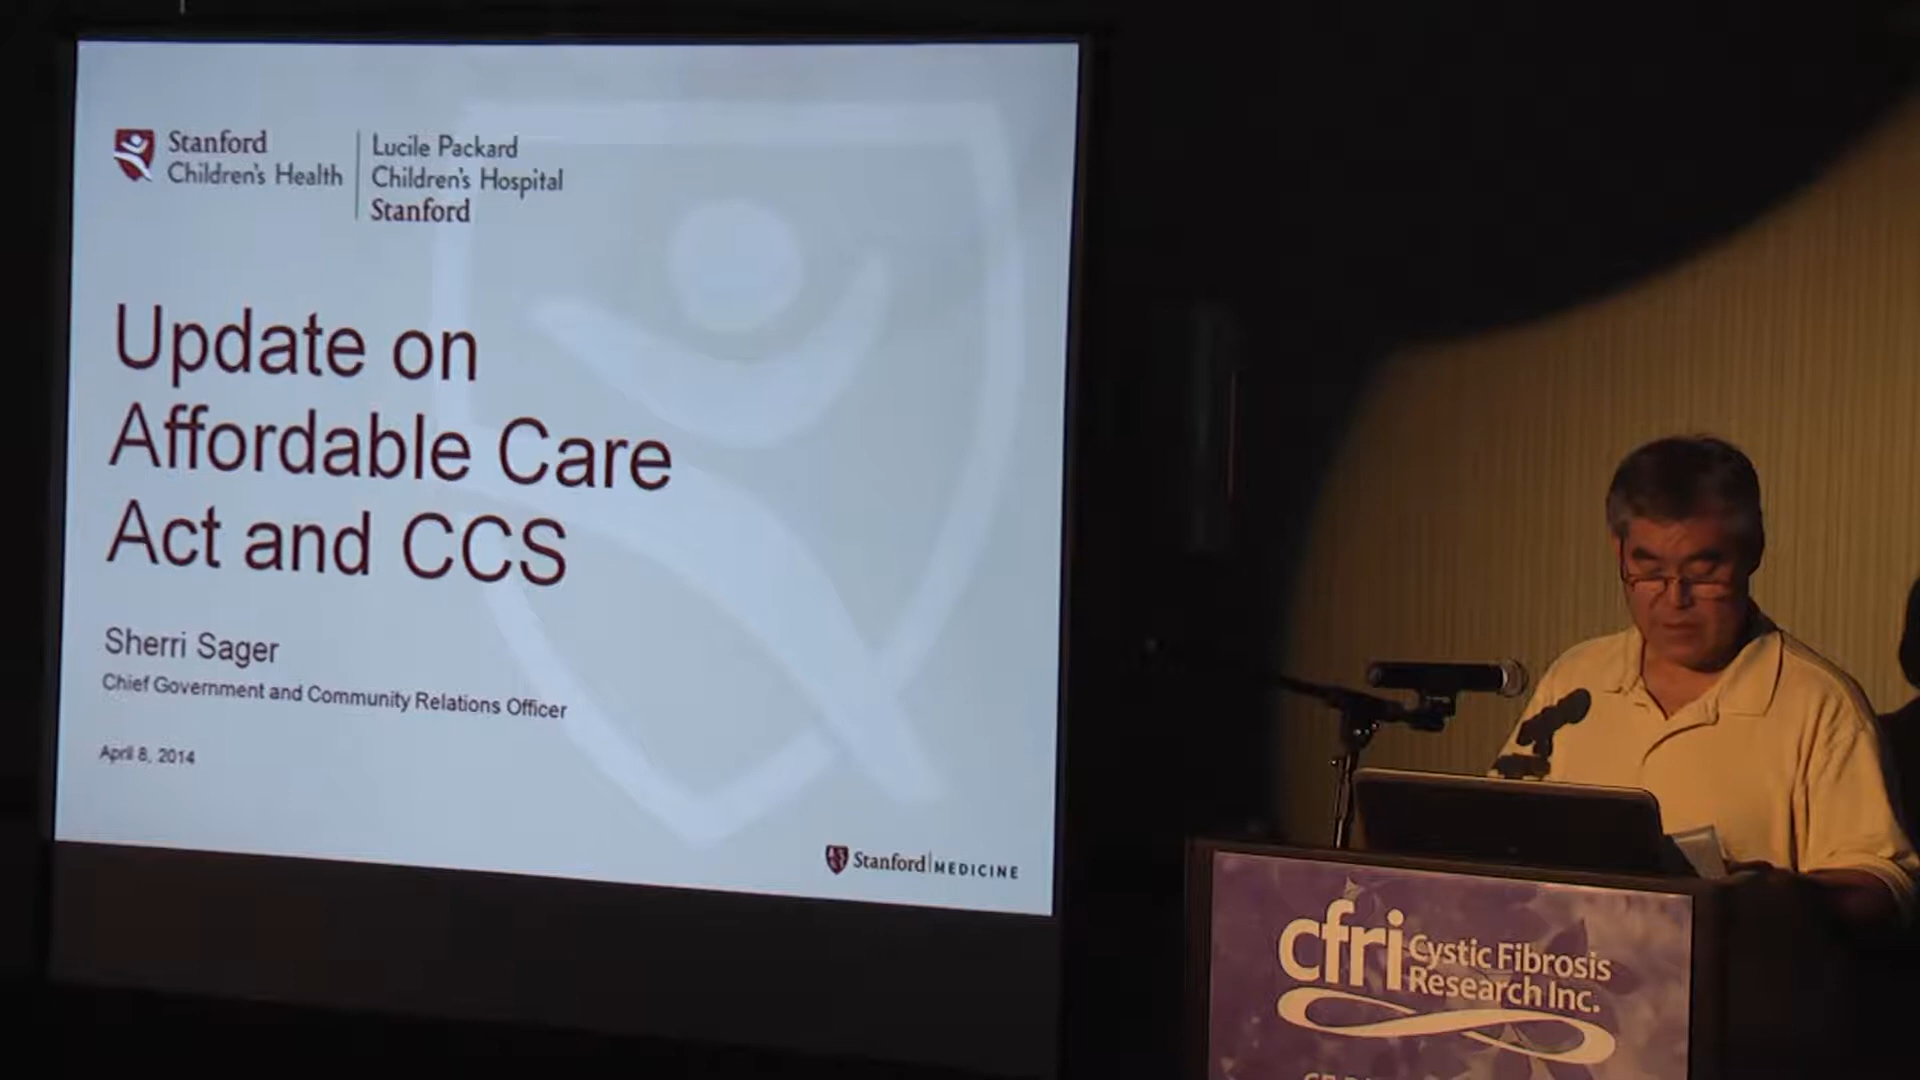 Stanford
Children's Health
Lucile Packard
Children's Hospital
Stanford
Update on
Affordable Care
Act and CCS
Sherri Sager
Chief Government and Community Relations Officer
April 8, 2014
Stanford MEDICINE
cfri Cystic Fibrosis
Research Inc.